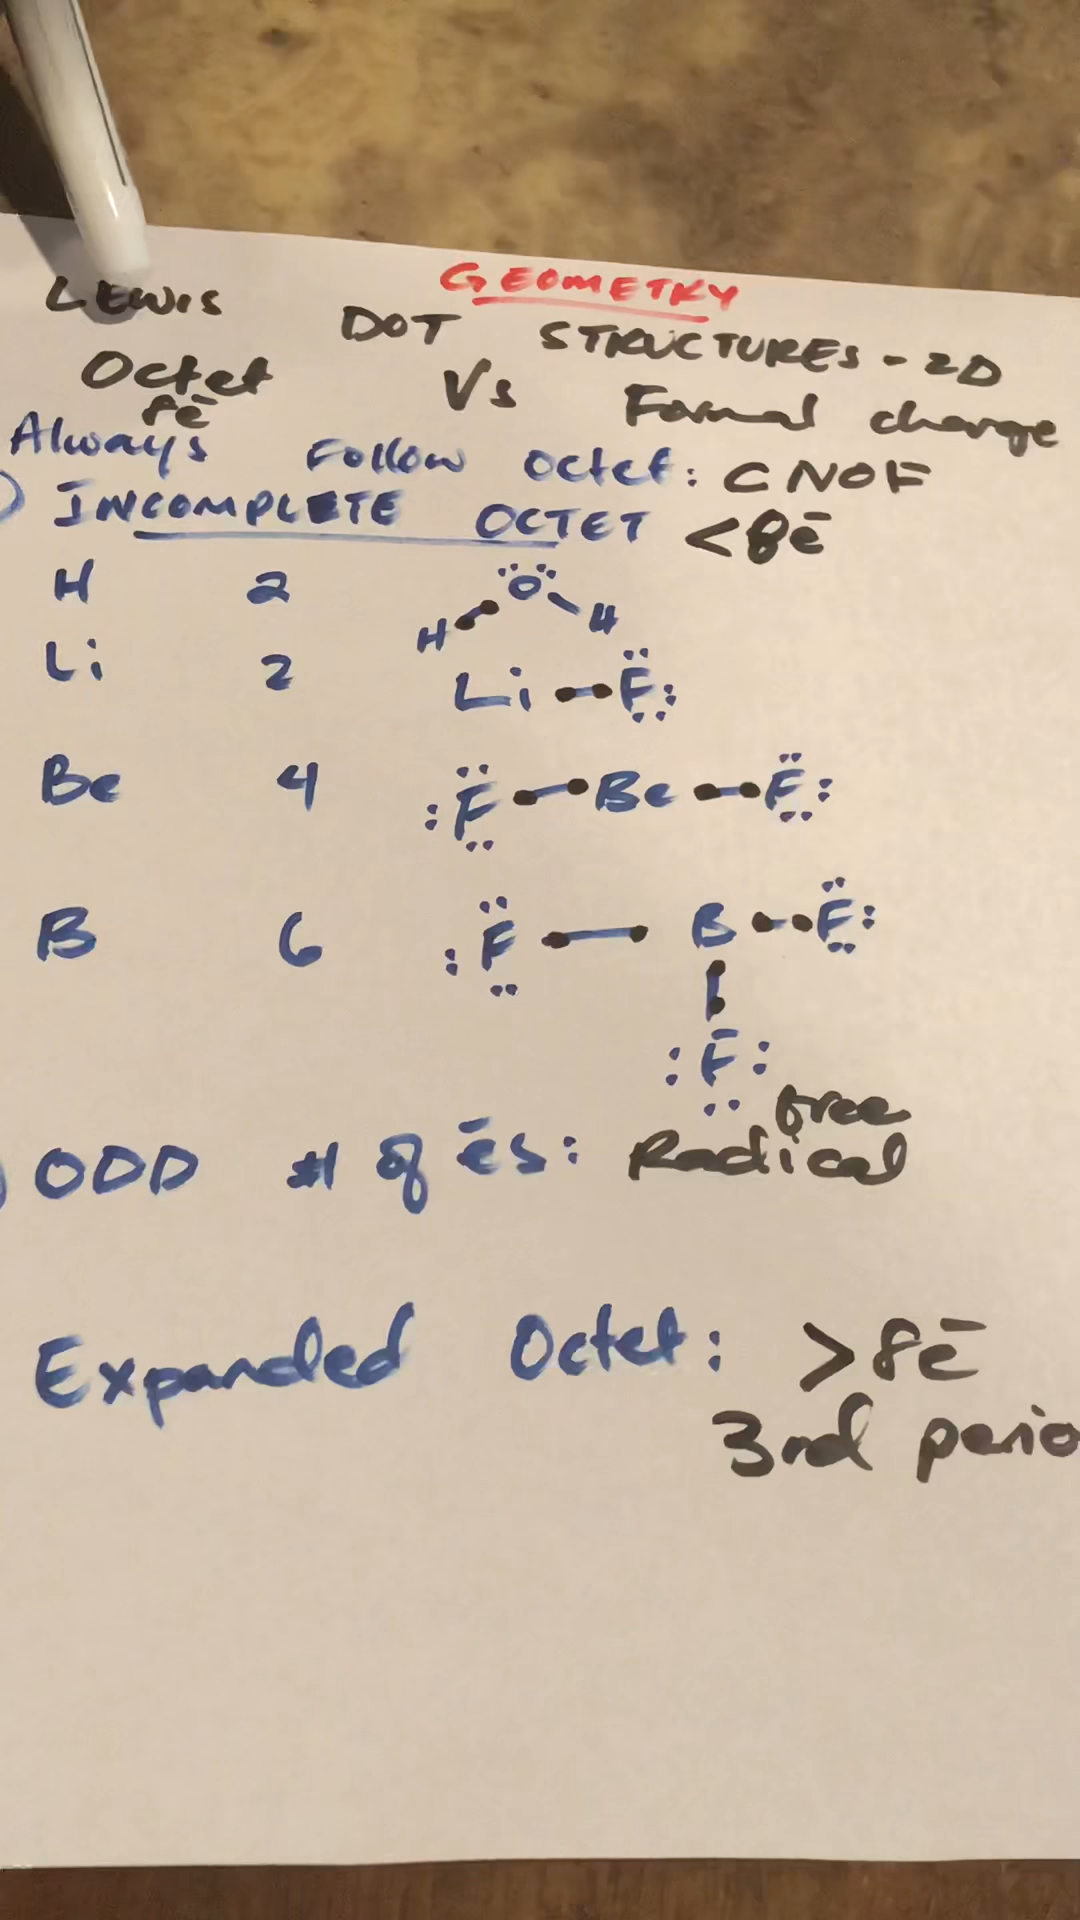 GEOMETRY
LEWIS DOT STRUCTURES - 2D
Octet Vs Formal charge
8ē
Always Follow Octet: CNOF
) INCOMPLETE OCTET <8ē
H 2 H O H
Li 2 Li F
Be 4 F Be F
B 6 F B F
F
free
ODD # of ēs: Radical
Expanded Octet: >8ē
3rd perio